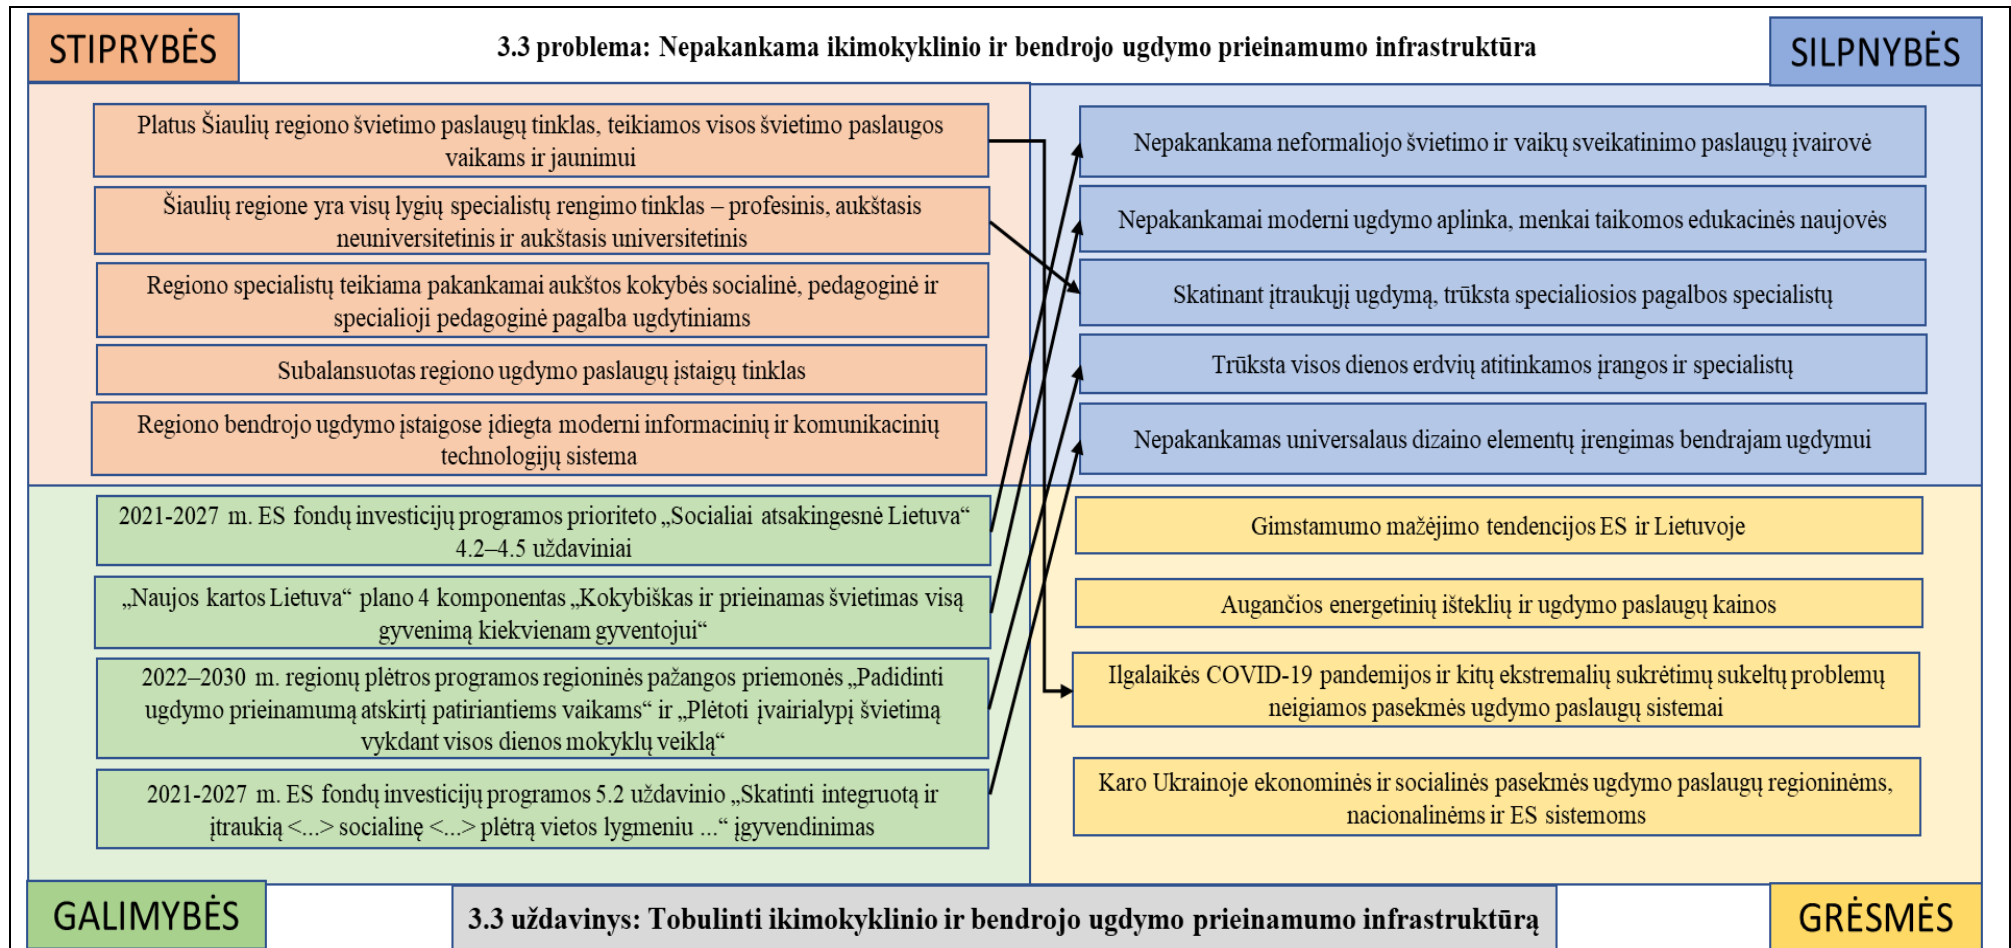 STIPRYBĖS
3.3 problema: Nepakankama ikimokyklinio ir bendrojo ugdymo prieinamumo infrastruktūra
SILPNYBĖS
Platus Šiaulių regiono švietimo paslaugų tinklas, teikiamos visos švietimo paslaugos
vaikams ir jaunimui
Šiaulių regione yra visų lygių specialistų rengimo tinklas – profesinis, aukštasis
neuniversitetinis ir aukštasis universitetinis
Regiono specialistų teikiama pakankamai aukštos kokybės socialinė, pedagoginė ir
specialioji pedagoginė pagalba ugdytiniams
Subalansuotas regiono ugdymo paslaugų įstaigų tinklas
Regiono bendrojo ugdymo įstaigose įdiegta moderni informacinių ir komunikacinių
technologijų sistema
Nepakankama neformaliojo švietimo ir vaikų sveikatinimo paslaugų įvairovė
Nepakankamai moderni ugdymo aplinka, menkai taikomos edukacinės naujovės
Skatinant įtraukųjį ugdymą, trūksta specialiosios pagalbos specialistų
Trūksta visos dienos erdvių atitinkamos įrangos ir specialistų
Nepakankamas universalaus dizaino elementų įrengimas bendrajam ugdymui
2021-2027 m. ES fondų investicijų programos prioriteto „Socialiai atsakingesnė Lietuva“
4.2–4.5 uždaviniai
„Naujos kartos Lietuva“ plano 4 komponentas „Kokybiškas ir prieinamas švietimas visą
gyvenimą kiekvienam gyventojui“
2022–2030 m. regionų plėtros programos regioninės pažangos priemonės „Padidinti
ugdymo prieinamumą atskirtį patiriantiems vaikams“ ir „Plėtoti įvairialypį švietimą
vykdant visos dienos mokyklų veiklą“
2021-2027 m. ES fondų investicijų programos 5.2 uždavinio „Skatinti integruotą ir
įtraukią <...> socialinę <...> plėtrą vietos lygmeniu ...“ įgyvendinimas
Gimstamumo mažėjimo tendencijos ES ir Lietuvoje
Augančios energetinių išteklių ir ugdymo paslaugų kainos
Ilgalaikės COVID-19 pandemijos ir kitų ekstremalių sukrėtimų sukeltų problemų
neigiamos pasekmės ugdymo paslaugų sistemai
Karo Ukrainoje ekonominės ir socialinės pasekmės ugdymo paslaugų regioninėms,
nacionalinėms ir ES sistemoms
GALIMYBĖS
3.3 uždavinys: Tobulinti ikimokyklinio ir bendrojo ugdymo prieinamumo infrastruktūrą
GRĖSMĖS